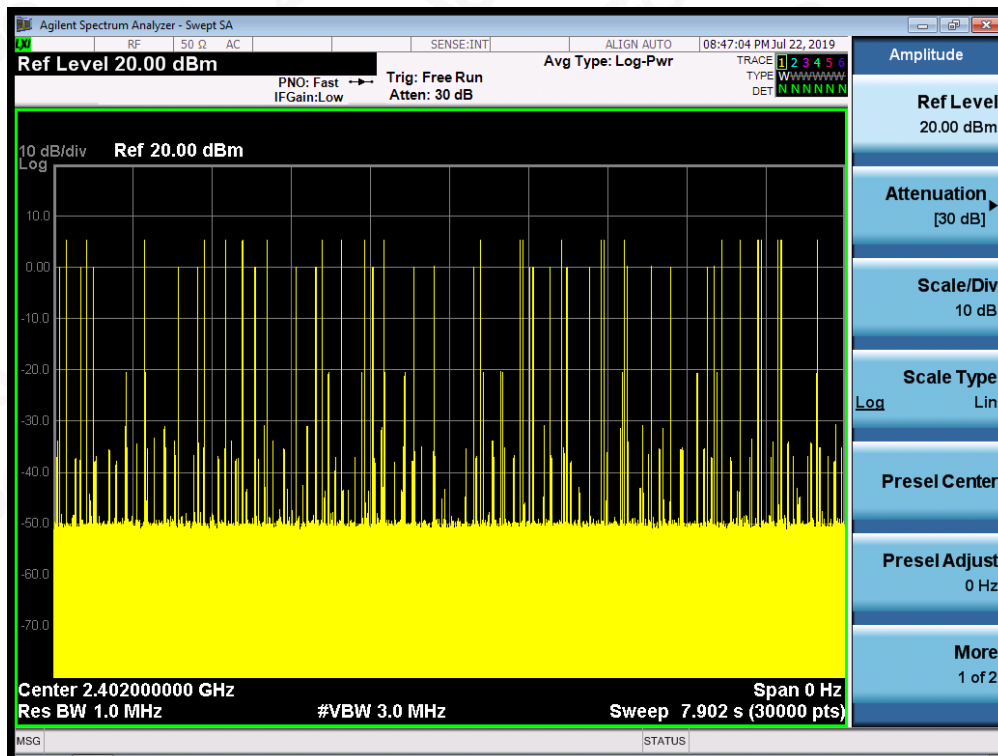 Agilent Spectrum Analyzer - Swept SA
LXI RF 50 Ω AC SENSE:INT ALIGN AUTO 08:47:04 PM Jul 22, 2019
Ref Level 20.00 dBm
PNO: Fast
IFGain:Low
Trig: Free Run
Atten: 30 dB
Avg Type: Log-Pwr
TRACE 1 2 3 4 5 6
TYPE W
DET N N N N N N
10 dB/div Ref 20.00 dBm
Log
10.0
0.00
-10.0
-20.0
-30.0
-40.0
-50.0
-60.0
-70.0
Center 2.402000000 GHz Span 0 Hz
Res BW 1.0 MHz #VBW 3.0 MHz Sweep 7.902 s (30000 pts)
MSG STATUS
Amplitude
Ref Level
20.00 dBm
Attenuation
[30 dB]
Scale/Div
10 dB
Scale Type
Log Lin
Presel Center
Presel Adjust
0 Hz
More
1 of 2